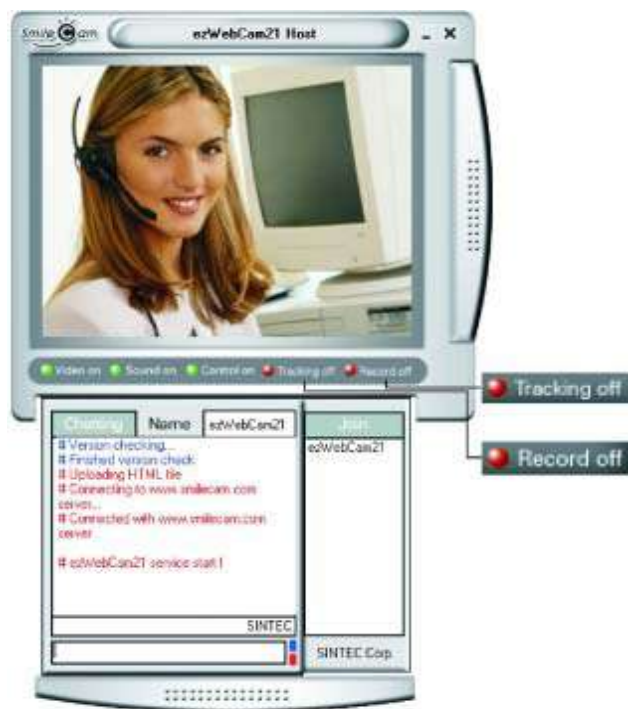 Smile Cam
ezWebCam21 Host
Video on
Sound on
Control on
Tracking off
Record off
Tracking off
Record off
Chatting
Name
ezWebCam21
Join
# Version checking...
# Finished version check
# Uploading HTML file
# Connecting to www.smilecam.com
server...
# Connected with www.smilecam.com
server
# ezWebCam21 service start !
ezWebCam21
SINTEC
SINTEC Corp